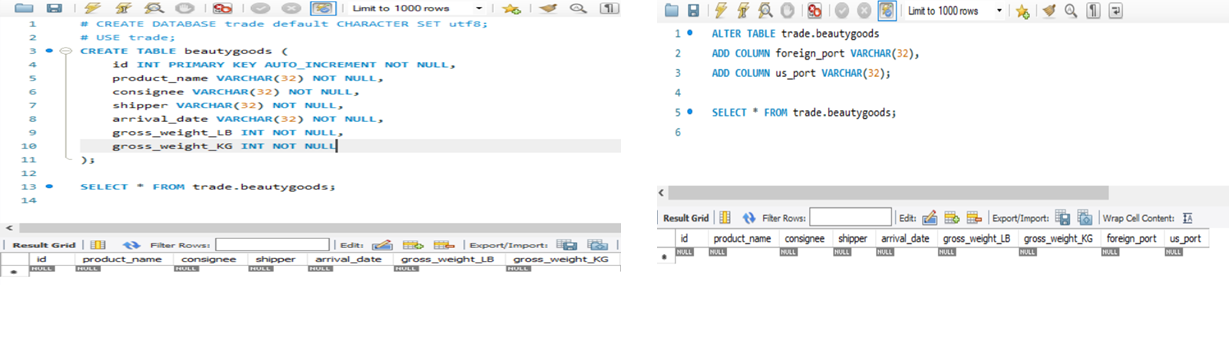 Limit to 1000 rows
1 # CREATE DATABASE trade default CHARACTER SET utf8;
2 # USE trade;
3 CREATE TABLE beautygoods (
4 id INT PRIMARY KEY AUTO_INCREMENT NOT NULL,
5 product_name VARCHAR(32) NOT NULL,
6 consignee VARCHAR(32) NOT NULL,
7 shipper VARCHAR(32) NOT NULL,
8 arrival_date VARCHAR(32) NOT NULL,
9 gross_weight_LB INT NOT NULL,
10 gross_weight_KG INT NOT NULL
11 );
12
13 SELECT * FROM trade.beautygoods;
14
Result Grid Filter Rows: Edit: Export/Import:
id product_name consignee shipper arrival_date gross_weight_LB gross_weight_KG
NULL NULL NULL NULL NULL NULL NULL
Limit to 1000 rows
1 ALTER TABLE trade.beautygoods
2 ADD COLUMN foreign_port VARCHAR(32),
3 ADD COLUMN us_port VARCHAR(32);
4
5 SELECT * FROM trade.beautygoods;
6
Result Grid Filter Rows: Edit: Export/Import: Wrap Cell Content: IA
id product_name consignee shipper arrival_date gross_weight_LB gross_weight_KG foreign_port us_port
NULL NULL NULL NULL NULL NULL NULL NULL NULL